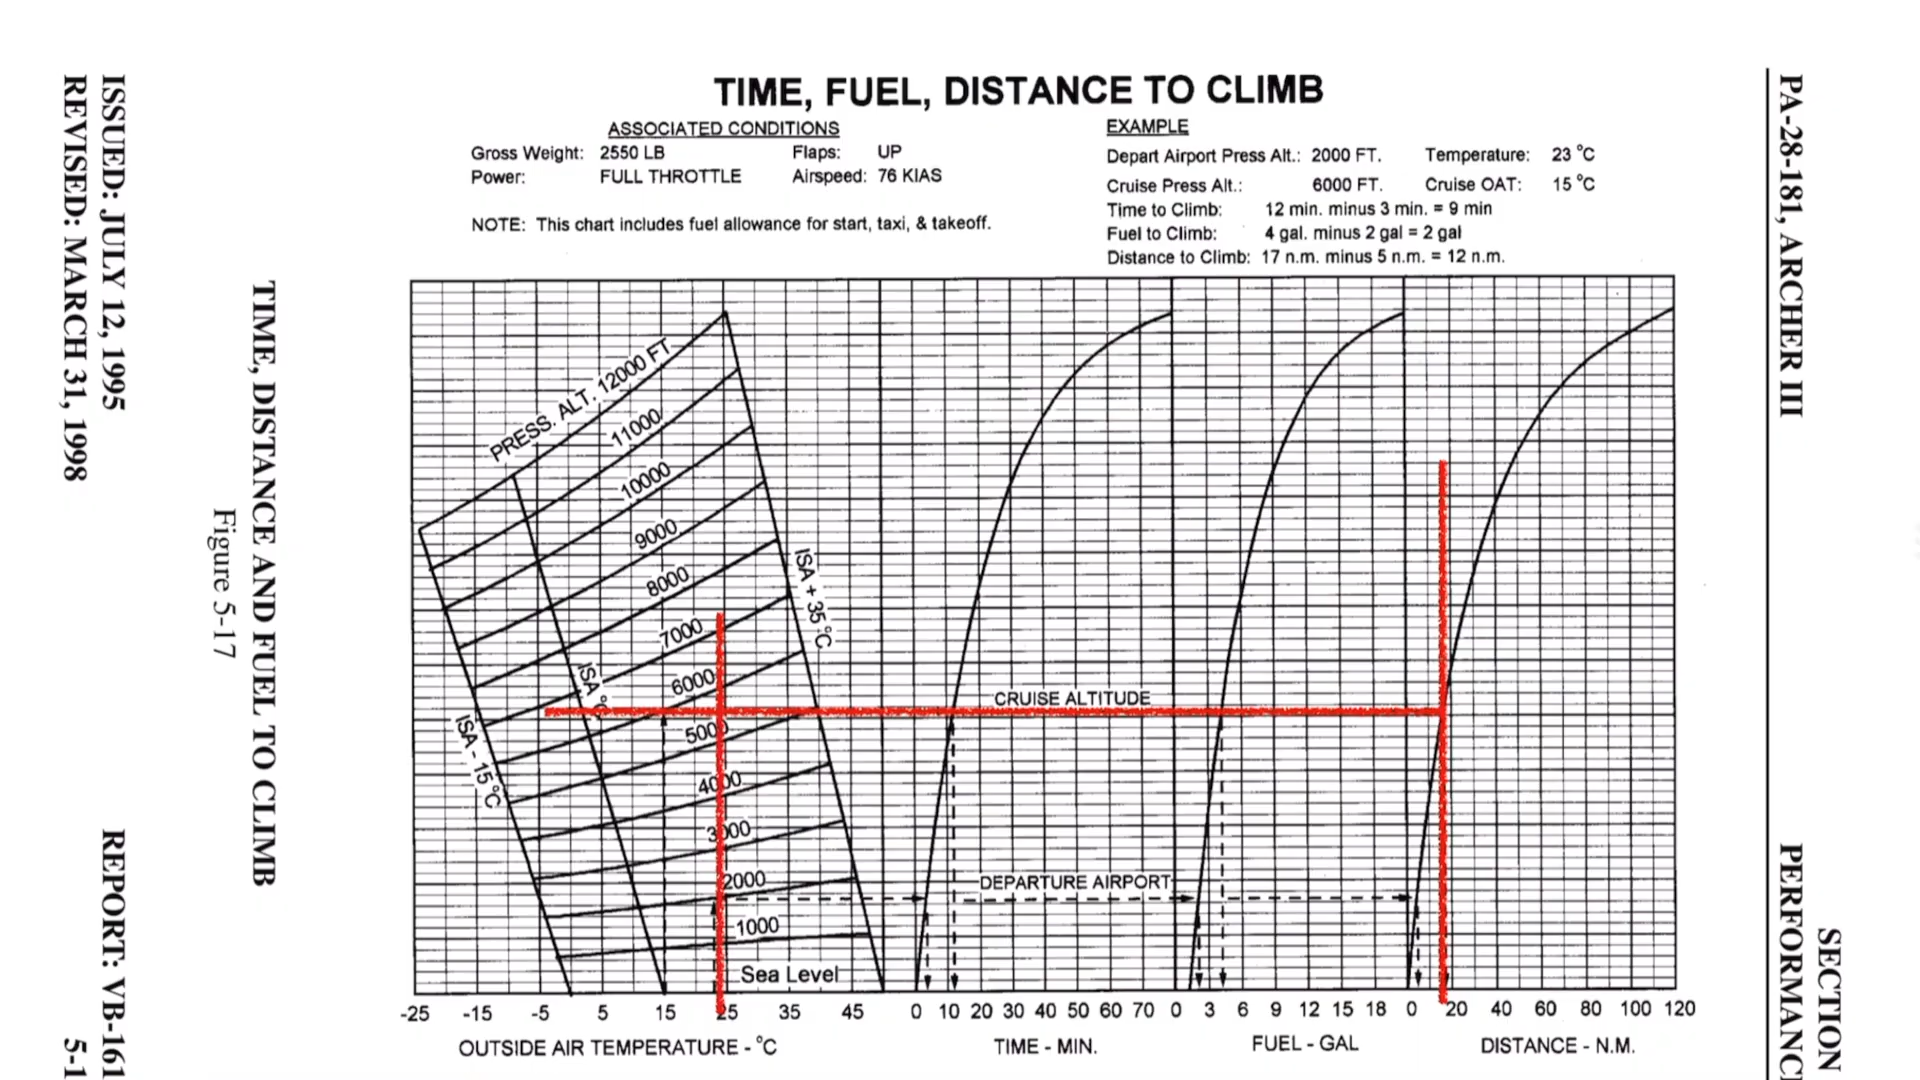 TIME, FUEL, DISTANCE TO CLIMB
ASSOCIATED CONDITIONS
Gross Weight: 2550 LB Flaps: UP
Power: FULL THROTTLE Airspeed: 76 KIAS
NOTE: This chart includes fuel allowance for start, taxi, & takeoff.
EXAMPLE
Depart Airport Press Alt.: 2000 FT. Temperature: 23 °C
Cruise Press Alt.: 6000 FT. Cruise OAT: 15 °C
Time to Climb: 12 min. minus 3 min. = 9 min
Fuel to Climb: 4 gal. minus 2 gal = 2 gal
Distance to Climb: 17 n.m. minus 5 n.m. = 12 n.m.
PRESS. ALT. 12000 FT
11000
10000
9000
8000
7000
6000
5000
4000
3000
2000
1000
Sea Level
ISA - 15 °C
ISA °C
ISA + 35 °C
CRUISE ALTITUDE
DEPARTURE AIRPORT
-25 -15 -5 5 15 25 35 45 0 10 20 30 40 50 60 70 0 3 6 9 12 15 18 0 20 40 60 80 100 120
OUTSIDE AIR TEMPERATURE - °C TIME - MIN. FUEL - GAL DISTANCE - N.M.
PA-28-181, ARCHER III
SECTION
TIME, DISTANCE AND FUEL TO CLIMB
Figure 5-17
ISSUED: JULY 12, 1995
REVISED: MARCH 31, 1998
REPORT: VB-161